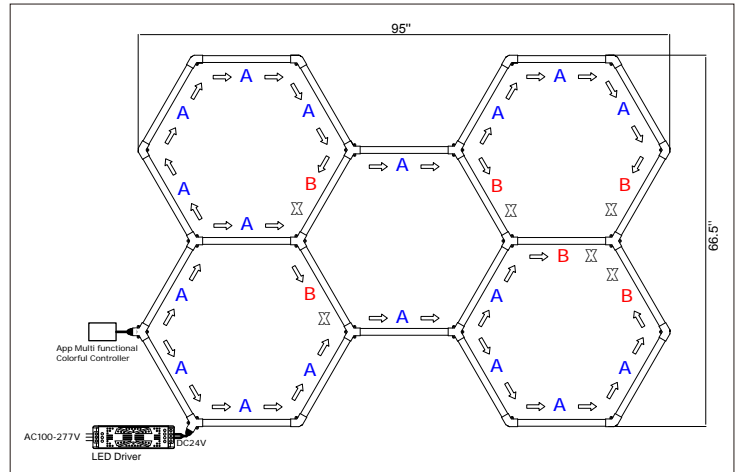 95"
A A
A A A A
A
A B B B
A
66.5"
B
A B A B
A
App Multi functional
Colorful Controller
A A A A
A A
AC100-277V
DC24V
LED Driver